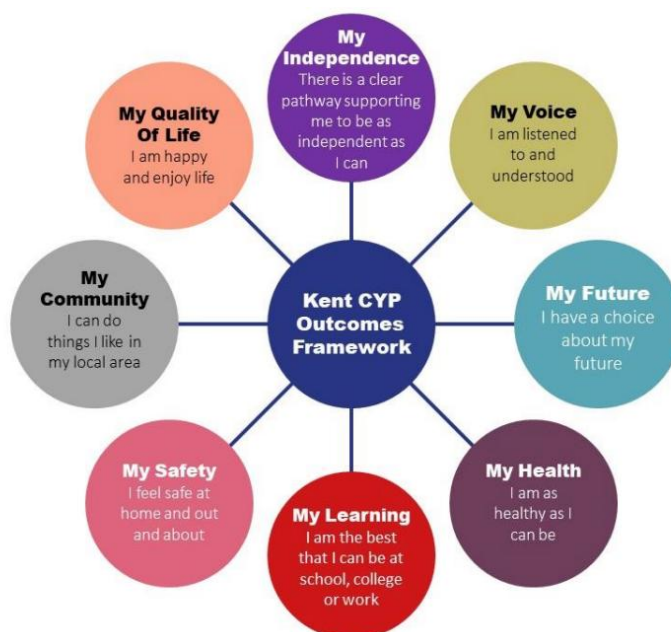 My
Independence
There is a clear
pathway supporting
me to be as
independent as
I can
My Voice
I am listened
to and
understood
My Future
I have a choice
about my
future
My Health
I am as
healthy as I
can be
My Learning
I am the best
that I can be at
school, college
or work
My Safety
I feel safe at
home and out
and about
My
Community
I can do
things I like in
my local area
My Quality
Of Life
I am happy
and enjoy life
Kent CYP
Outcomes
Framework